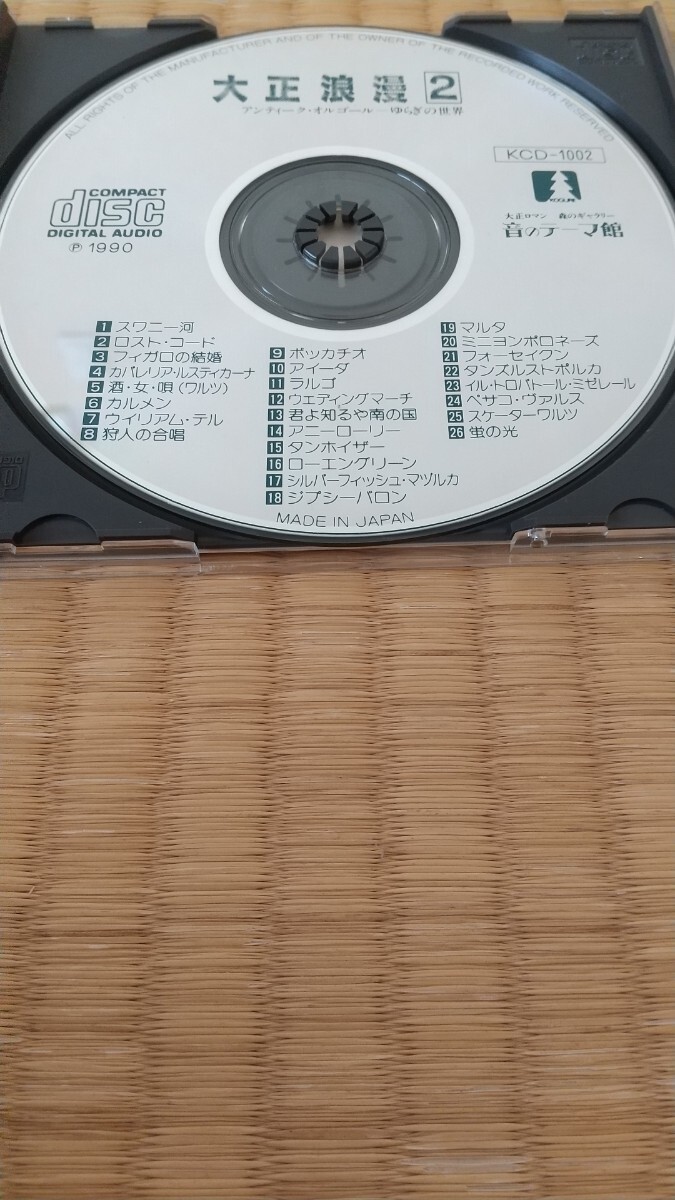 ALL RIGHTS OF THE MANUFACTURER AND OF THE OWNER OF THE RECORDED WORK RESERVED
大正浪漫2
アンティーク・オルゴール―ゆらぎの世界
COMPACT
disc
DIGITAL AUDIO
Ⓟ 1990
KCD-1002
YOGURE
大正ロマン 森のギャラリー
音のテーマ館
1 スワニー河
2 ロスト・コード
3 フィガロの結婚
4 カバレリア・ルスティカーナ
5 酒・女・唄(ワルツ)
6 カルメン
7 ウイリアム・テル
8 狩人の合唱
9 ボッカチオ
10 アイーダ
11 ラルゴ
12 ウェディングマーチ
13 君よ知るや南の国
14 アニーローリー
15 タンホイザー
16 ローエングリーン
17 シルバーフィッシュ・マヅルカ
18 ジプシーバロン
19 マルタ
20 ミニヨンポロネーズ
21 フォーセイクン
22 タンズルストポルカ
23 イル・トロバトール・ミゼレール
24 ペサコ・ヴァルス
25 スケーターワルツ
26 蛍の光
MADE IN JAPAN